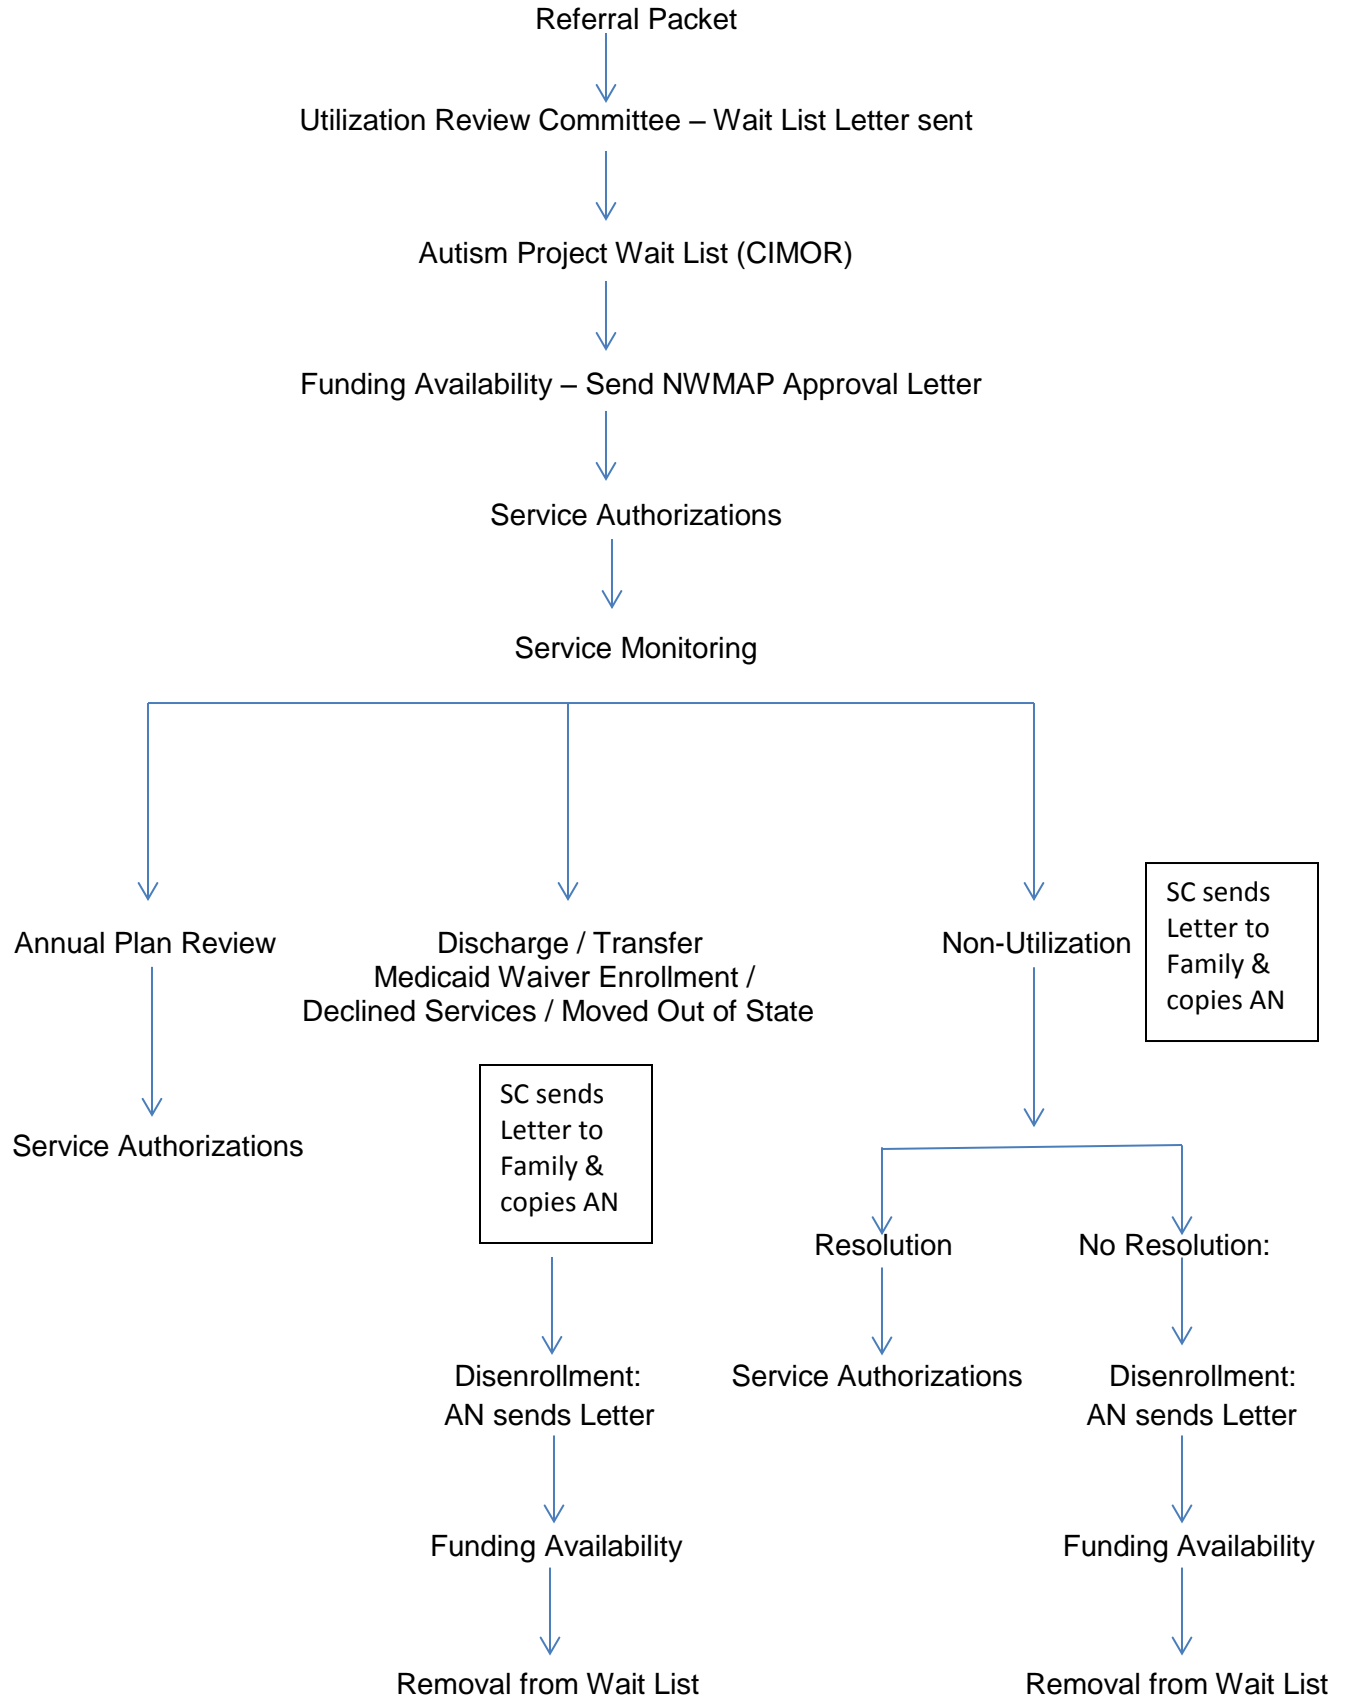 Referral Packet
Utilization Review Committee – Wait List Letter sent
Autism Project Wait List (CIMOR)
Funding Availability – Send NWMAP Approval Letter
Service Authorizations
Service Monitoring
Annual Plan Review
Service Authorizations
Discharge / Transfer
Medicaid Waiver Enrollment /
Declined Services / Moved Out of State
SC sends
Letter to
Family &
copies AN
Disenrollment:
AN sends Letter
Funding Availability
Removal from Wait List
Non-Utilization
SC sends
Letter to
Family &
copies AN
Resolution
Service Authorizations
No Resolution:
Disenrollment:
AN sends Letter
Funding Availability
Removal from Wait List